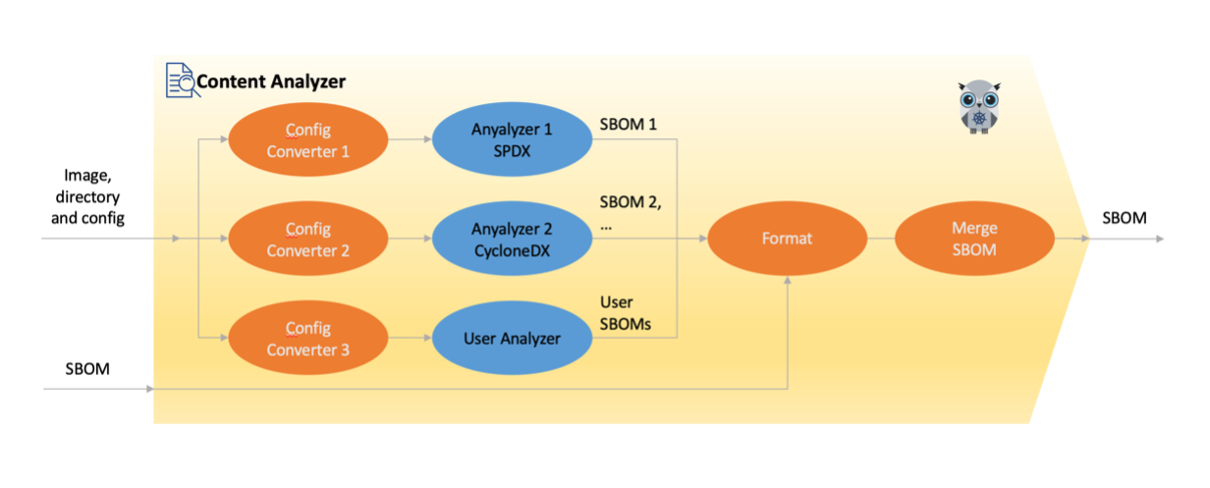 Content Analyzer
Image,
directory
and config
SBOM
Config
Converter 1
Anyalyzer 1
SPDX
SBOM 1
Config
Converter 2
Anyalyzer 2
CycloneDX
SBOM 2,
...
Config
Converter 3
User Analyzer
User
SBOMs
Format
Merge
SBOM
SBOM